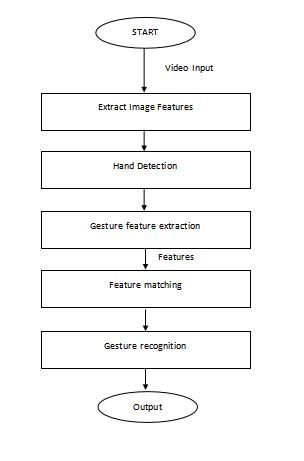 START
Video Input
Extract Image Features
Hand Detection
Gesture feature extraction
Features
Feature matching
Gesture recognition
Output